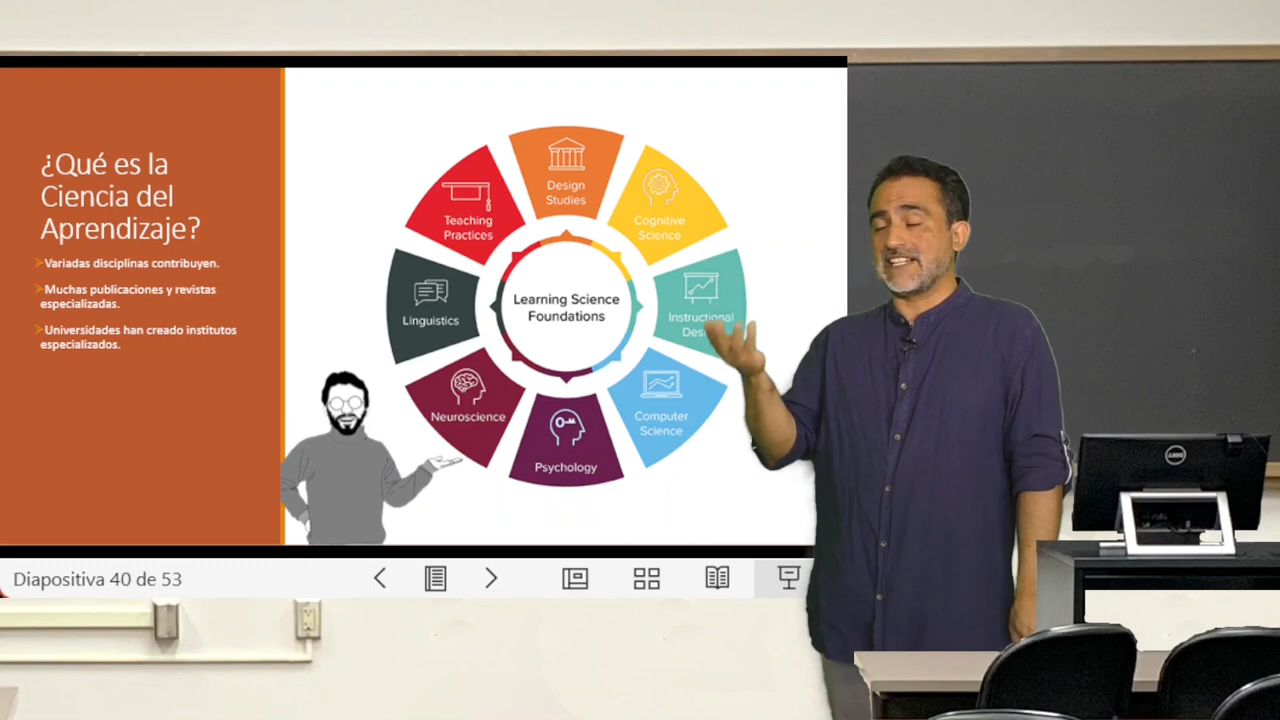 ¿Qué es la
Ciencia del
Aprendizaje?
Variadas disciplinas contribuyen.
Muchas publicaciones y revistas
especializadas.
Universidades han creado institutos
especializados.
Design
Studies
Cognitive
Science
Instructional
Computer
Science
Psychology
Neuroscience
Linguistics
Teaching
Practices
Learning Science
Foundations
Diapositiva 40 de 53
DELL